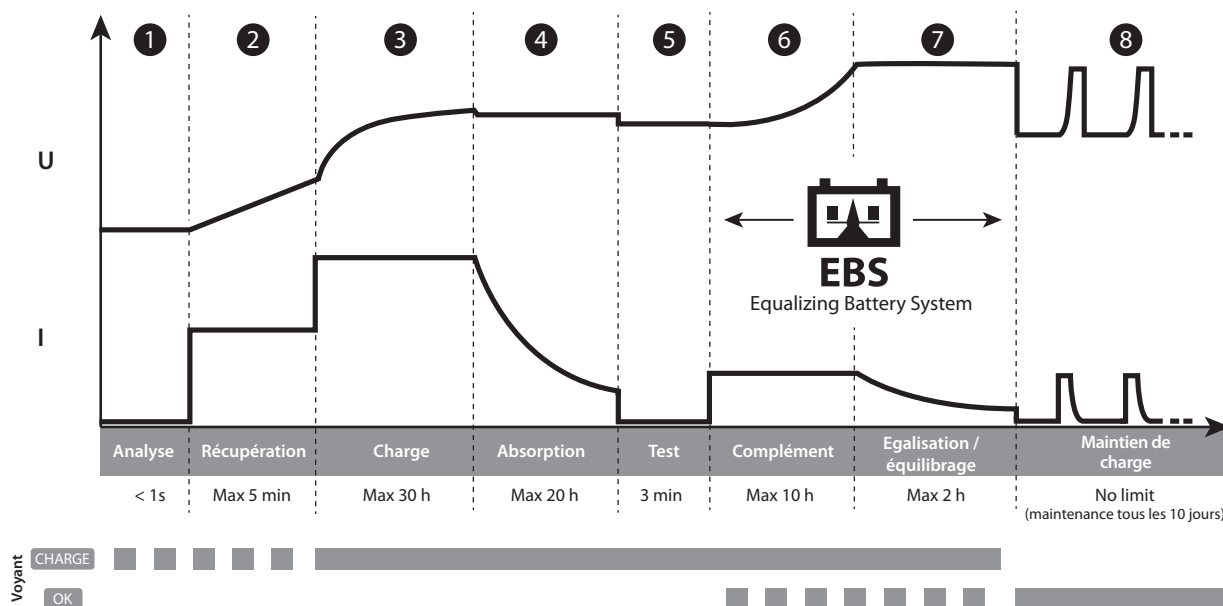 1 2 3 4 5 6 7 8
U
I
EBS
Equalizing Battery System
Analyse Récupération Charge Absorption Test Complément Egalisation / équilibrage Maintien de charge
< 1s Max 5 min Max 30 h Max 20 h 3 min Max 10 h Max 2 h No limit
(maintenance tous les 10 jours)
Voyant
CHARGE
OK